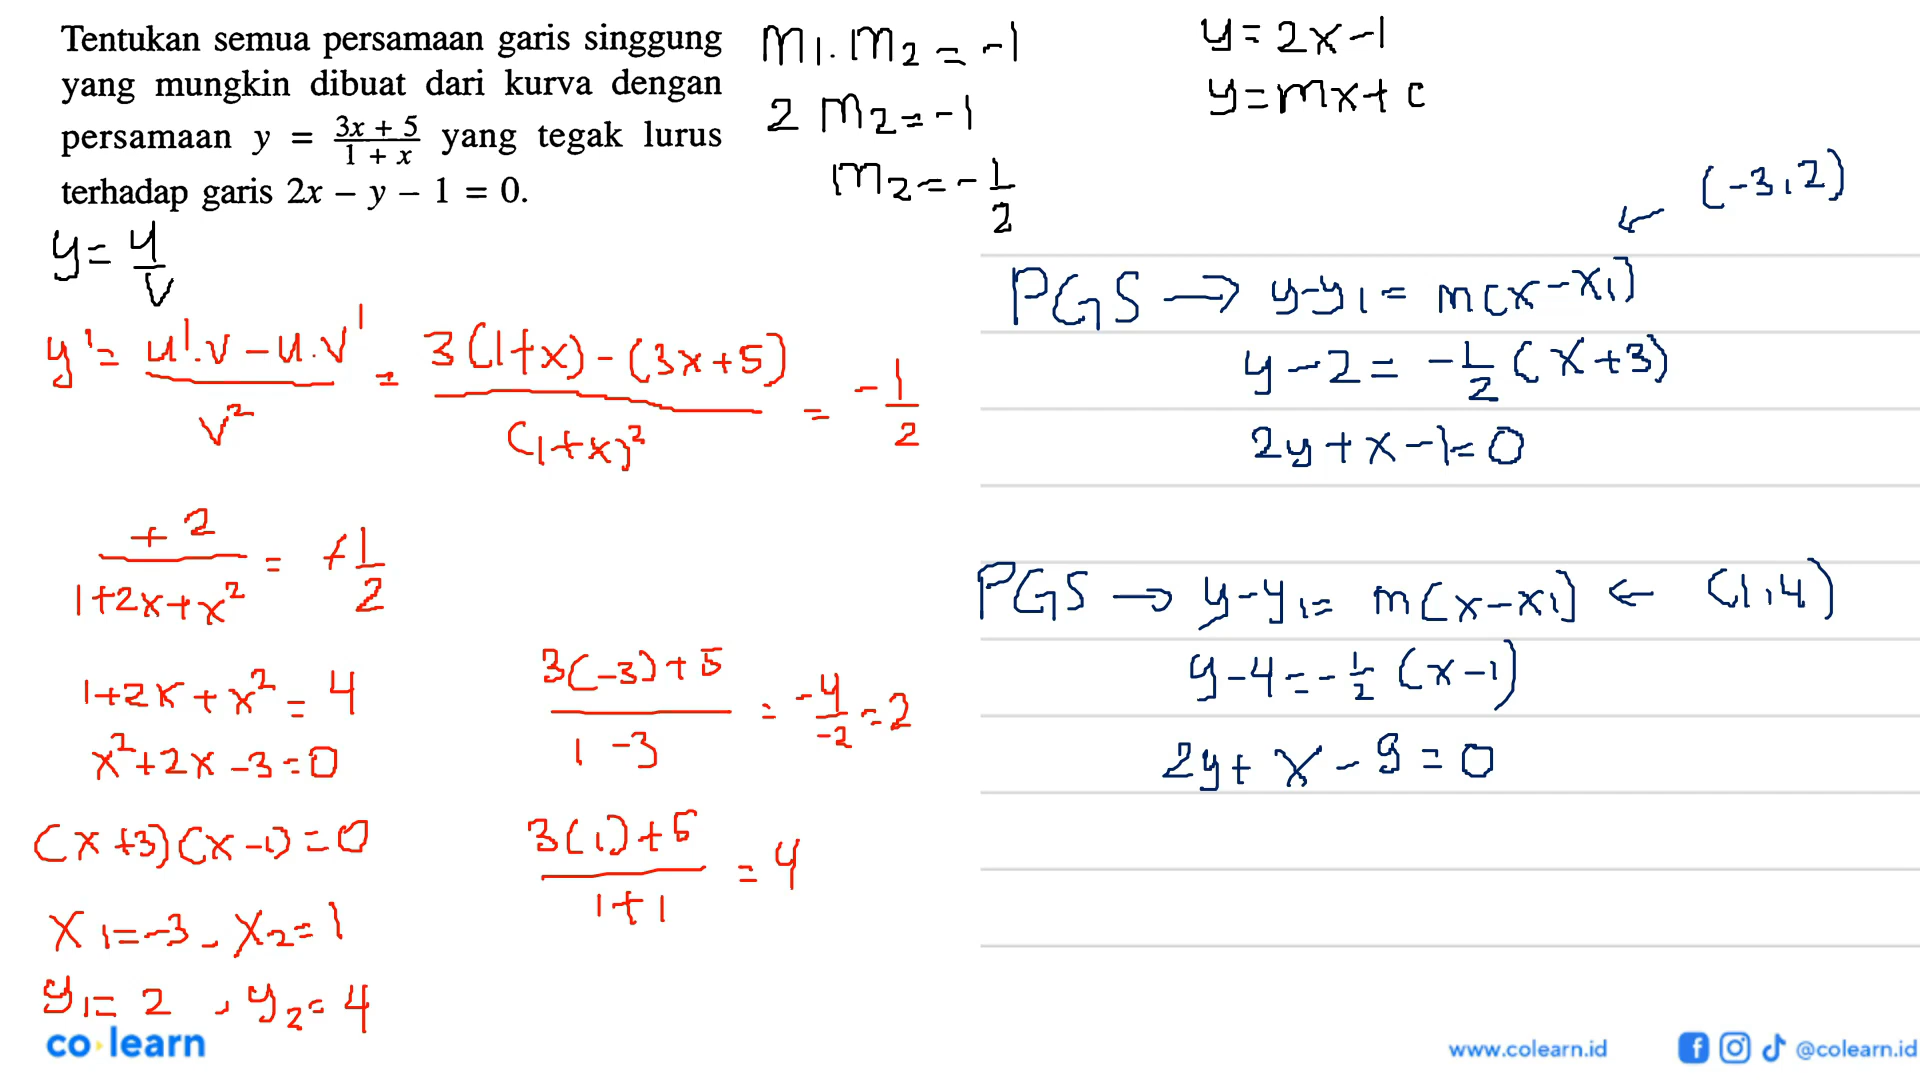 Tentukan semua persamaan garis singgung
yang mungkin dibuat dari kurva dengan
persamaan y = (3x + 5)/(1 + x) yang tegak lurus
terhadap garis 2x – y – 1 = 0.
m1 . m2 = -1
2 m2 = -1
m2 = -1/2
y = 2x - 1
y = mx + c
y = u/v
y' = (u'.v - u.v')/v² = (3(1+x) - (3x+5))/(1+x)² = -1/2
+2/(1+2x+x²) = +1/2
1+2x+x² = 4
x²+2x-3=0
(x+3)(x-1)=0
x1=-3, x2=1
y1=2, y2=4
(3(-3)+5)/(1-3) = -4/-2 = 2
(3(1)+5)/(1+1) = 4
(-3,2)
←
PGS → y-y1 = m(x-x1)
y-2 = -1/2 (x+3)
2y+x-1=0
PGS → y-y1 = m(x-x1) ← (1,4)
y-4 = -1/2 (x-1)
2y+x-9=0
co learn
www.colearn.id
@colearn.id